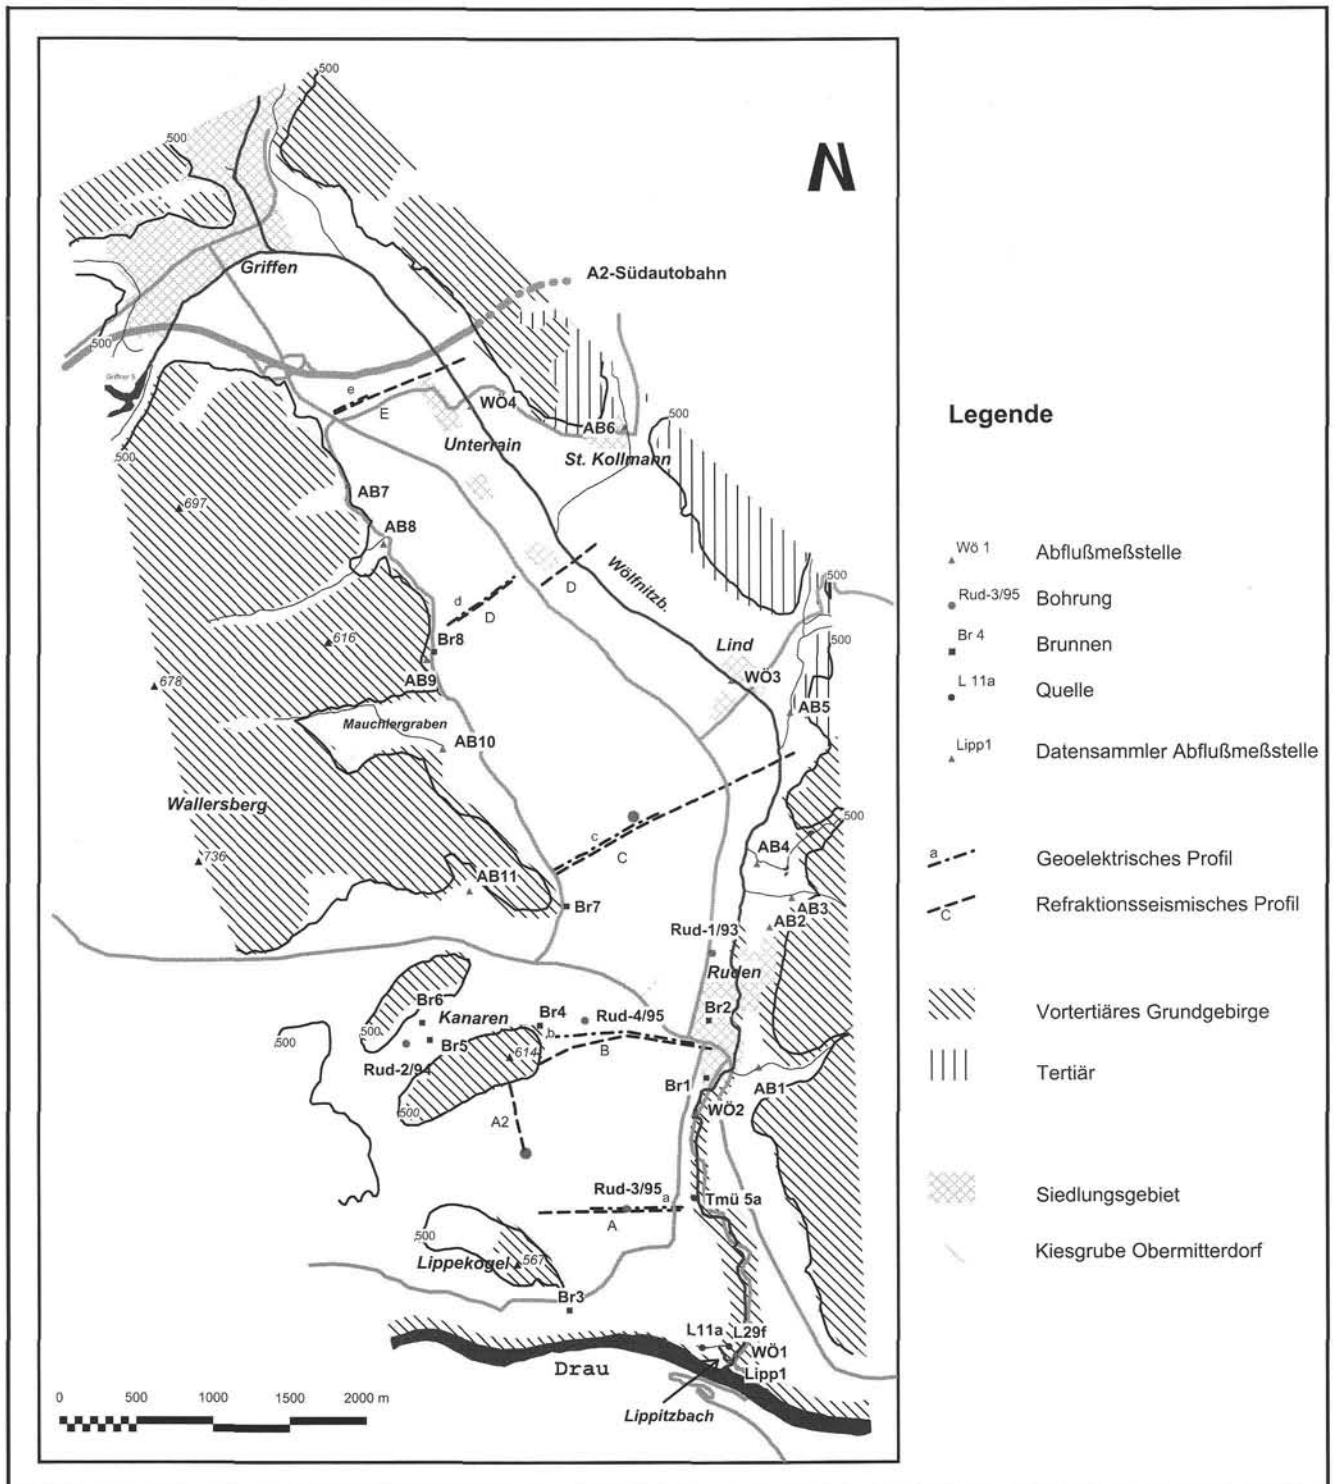 500
500
N
Griffen
A2-Südautobahn
500
Griffner S.
e
E
WÖ4
500
AB6
Unterrain
St. Kollmann
500
AB7
697
AB8
Wölfnitzb.
D
500
d
D
616
Br8
Lind
500
AB9
678
WÖ3
Mauchlergraben
AB5
AB10
Wallersberg
500
c
C
AB4
736
AB11
Br7
AB3
AB2
Rud-1/93
Ruden
Br6
Kanaren
Br4
Rud-4/95
Br2
500
500
b
B
Br5
614
Rud-2/94
Br1
AB1
500
A2
WÖ2
Rud-3/95
a
Tmü 5a
A
500
Lippekogel
567
Br3
L11a
L29f
WÖ1
Drau
Lipp1
Lippitzbach
0 500 1000 1500 2000 m
Legende
Wö 1 Abflußmeßstelle
Rud-3/95 Bohrung
Br 4 Brunnen
L 11a Quelle
Lipp1 Datensammler Abflußmeßstelle
a Geoelektrisches Profil
C Refraktionsseismisches Profil
Vortertiäres Grundgebirge
Tertiär
Siedlungsgebiet
Kiesgrube Obermitterdorf